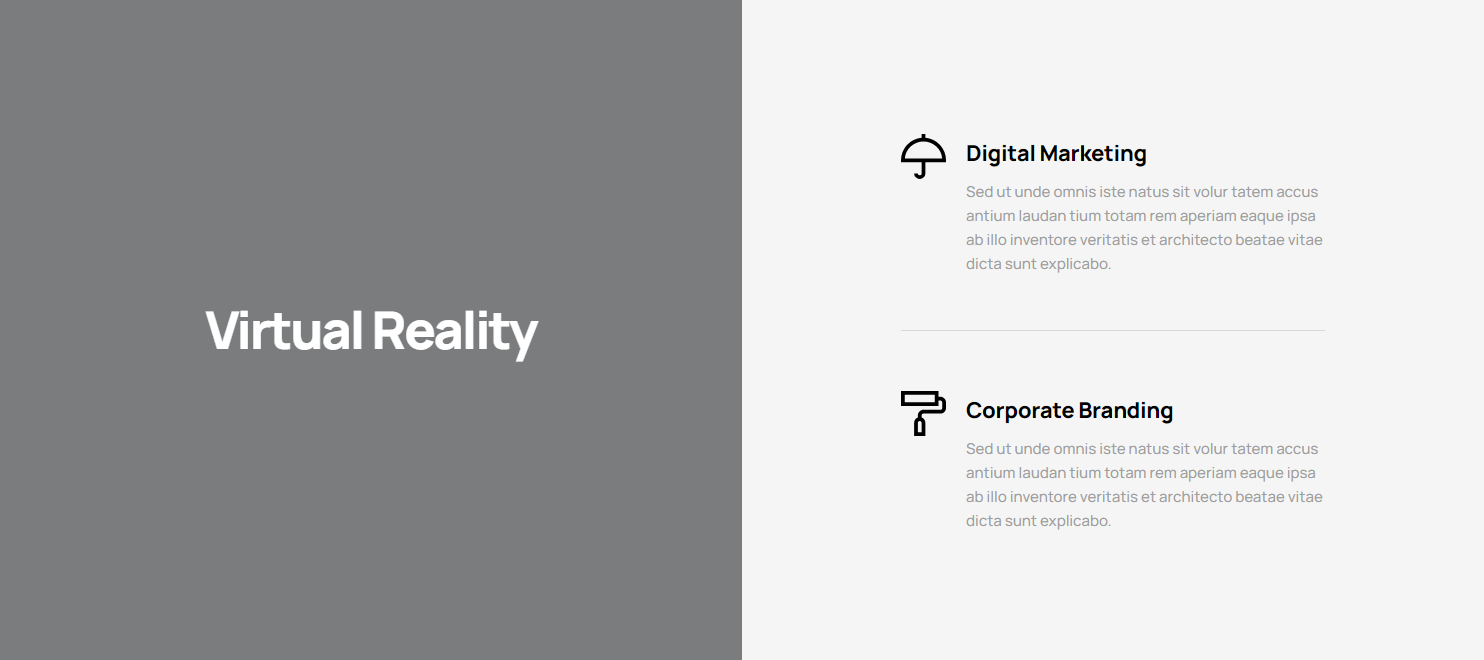 Virtual Reality
Digital Marketing
Sed ut unde omnis iste natus sit volur tatem accus
antium laudan tium totam rem aperiam eaque ipsa
ab illo inventore veritatis et architecto beatae vitae
dicta sunt explicabo.
Corporate Branding
Sed ut unde omnis iste natus sit volur tatem accus
antium laudan tium totam rem aperiam eaque ipsa
ab illo inventore veritatis et architecto beatae vitae
dicta sunt explicabo.